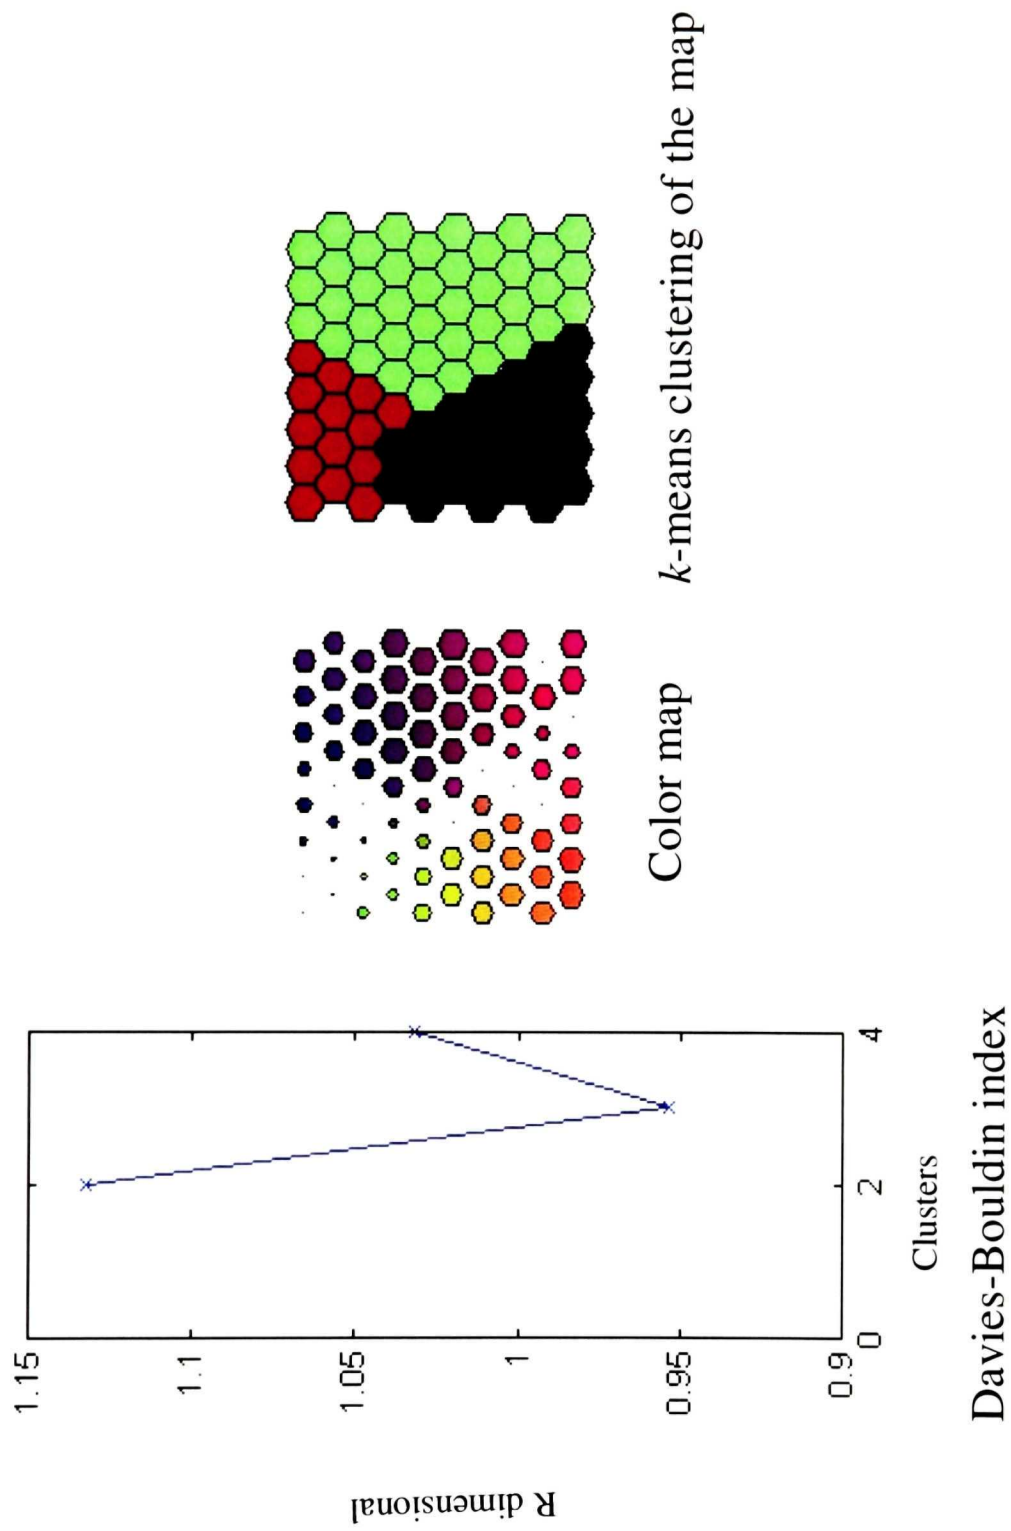 R dimensional
1.15
1.1
1.05
1
0.95
0.9
0
2
4
Clusters
Davies-Bouldin index
Color map
k-means clustering of the map